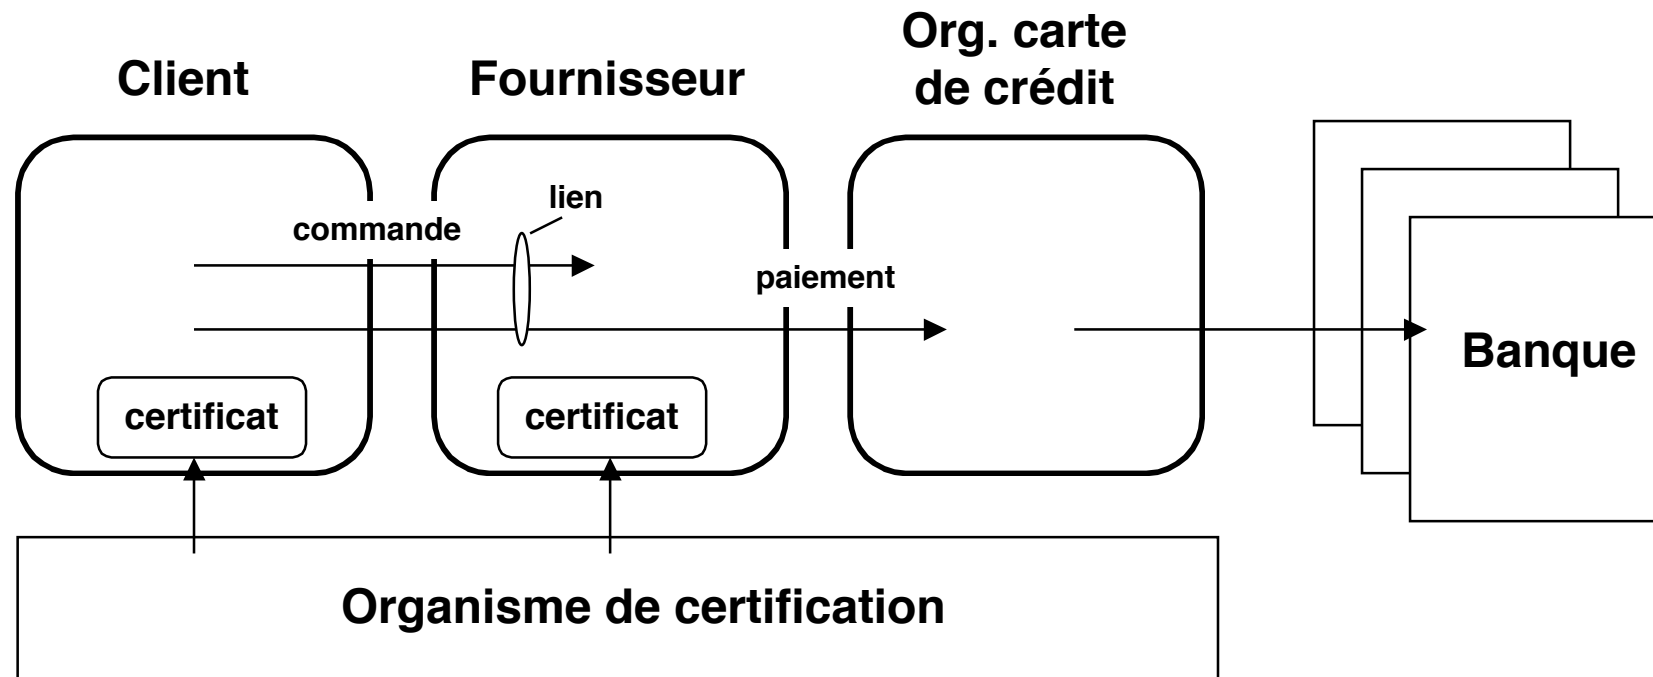 Client
Fournisseur
Org. carte
de crédit
lien
commande
paiement
Banque
certificat
certificat
Organisme de certification